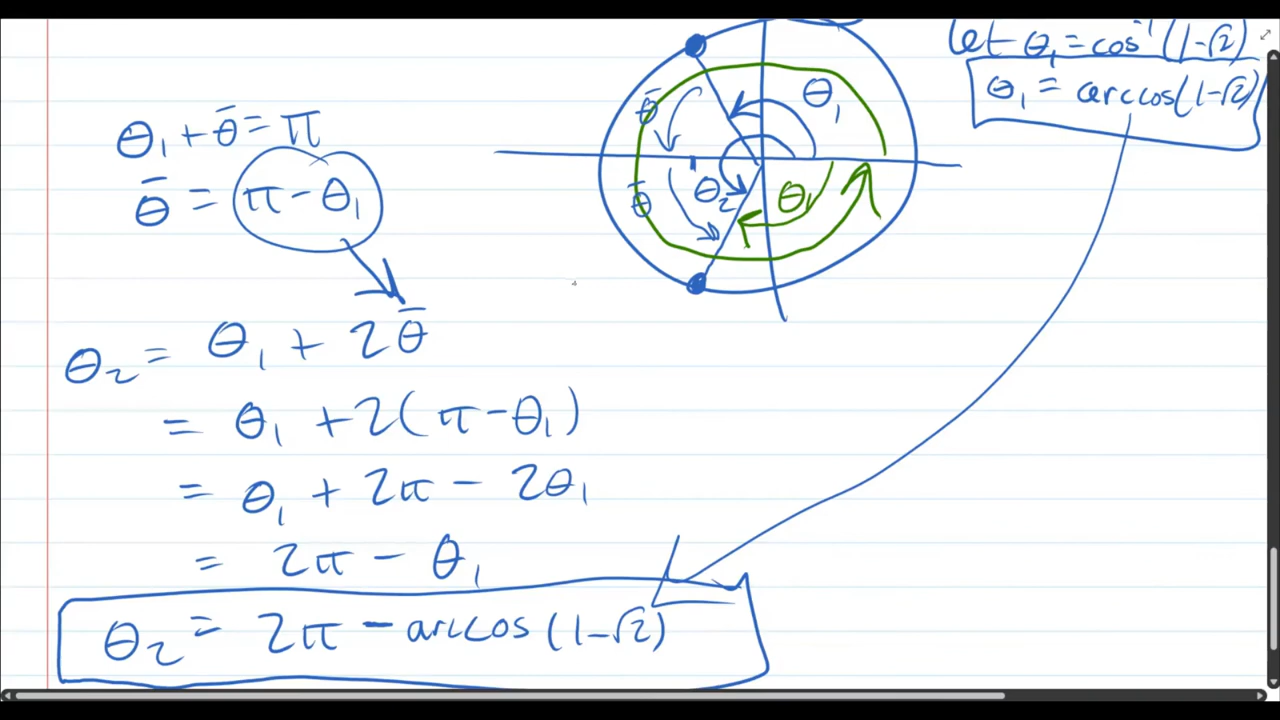 let θ₁ = cos⁻¹(1-√2)
θ₁ = arccos(1-√2)
θ₁
θ̄
θ̄
θ₂
θ₁
θ₁ + θ̄ = π
θ̄ = π - θ₁
θ₂ = θ₁ + 2θ̄
= θ₁ + 2(π - θ₁)
= θ₁ + 2π - 2θ₁
= 2π - θ₁
θ₂ = 2π - arccos(1-√2)